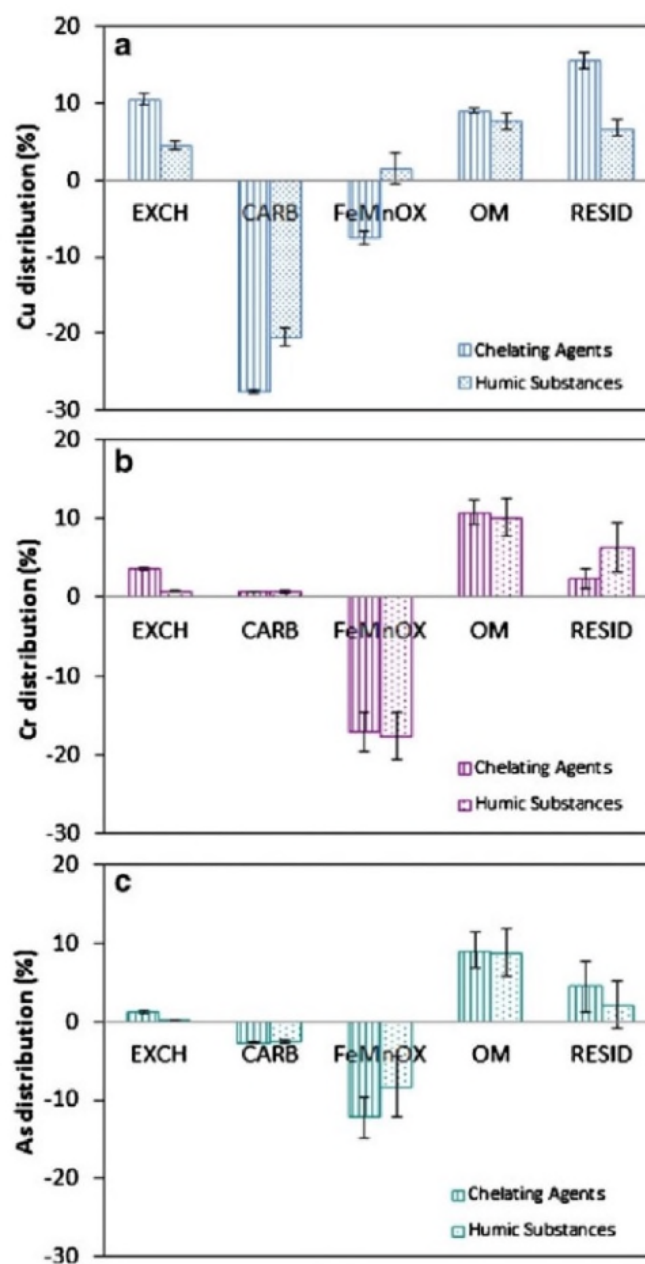 a
20
10
0
-10
-20
-30
Cu distribution (%)
EXCH CARB FeMnOX OM RESID
Chelating Agents
Humic Substances
b
20
10
0
-10
-20
-30
Cr distribution (%)
EXCH CARB FeMnOX OM RESID
Chelating Agents
Humic Substances
c
20
10
0
-10
-20
-30
As distribution (%)
EXCH CARB FeMnOX OM RESID
Chelating Agents
Humic Substances